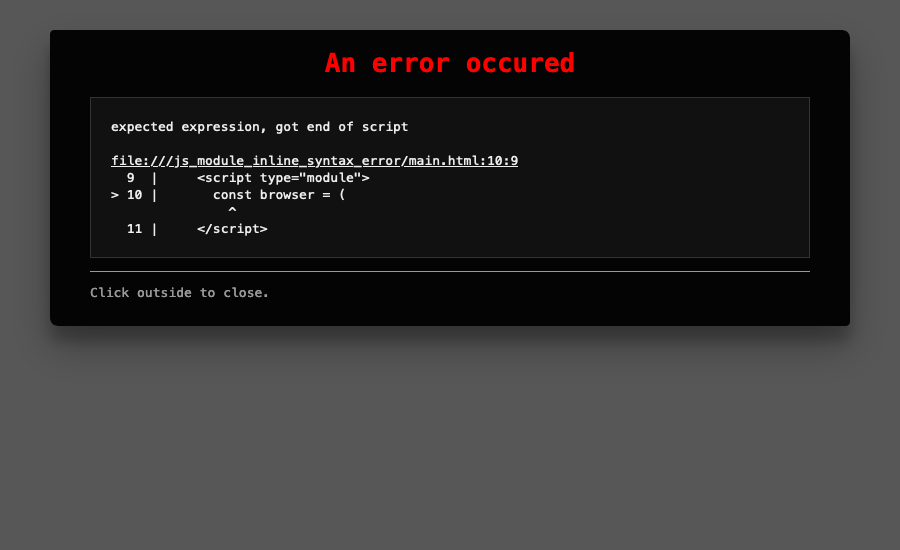 An error occured
expected expression, got end of script
file:///js_module_inline_syntax_error/main.html:10:9
  9  |     <script type="module">
> 10 |       const browser = (
               ^
  11 |     </script>
Click outside to close.